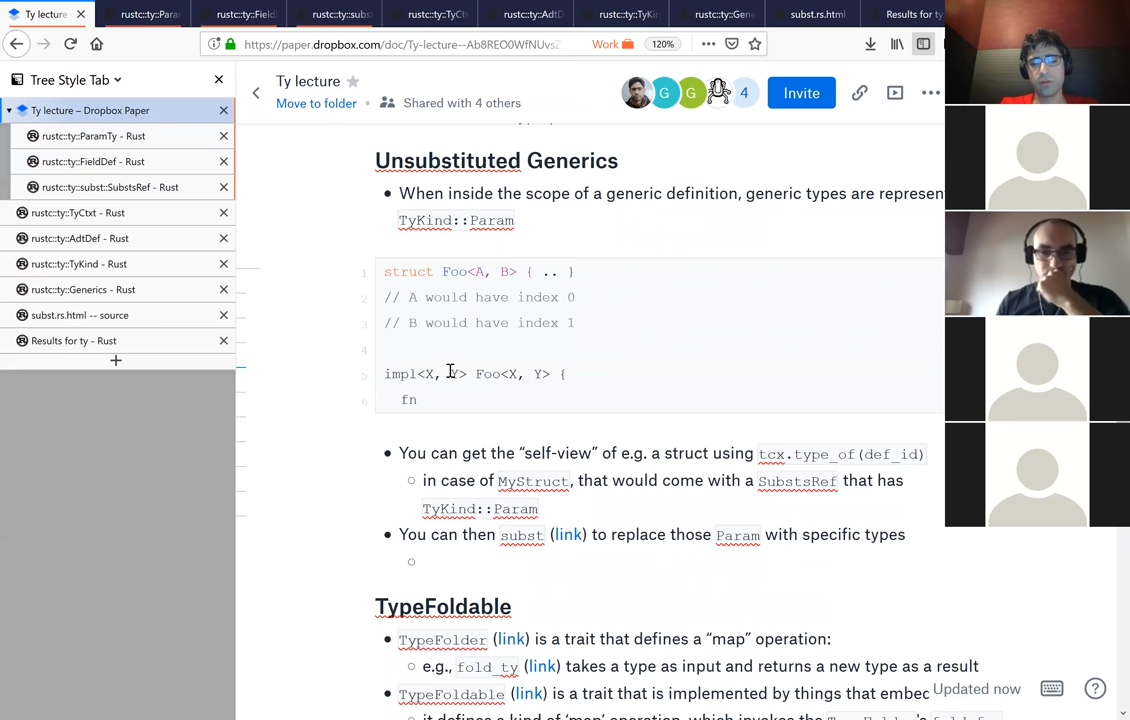 Ty lecture
rustc::ty::Para
rustc::ty::Field
rustc::ty::subs
rustc::ty::TyCt
rustc::ty::AdtD
rustc::ty::TyKin
rustc::ty::Gene
subst.rs.html
Results for ty
https://paper.dropbox.com/doc/Ty-lecture--Ab8REO0WfNUvsZ
Work
120%
Tree Style Tab
Ty lecture – Dropbox Paper
rustc::ty::ParamTy - Rust
rustc::ty::FieldDef - Rust
rustc::ty::subst::SubstsRef - Rust
rustc::ty::TyCtxt - Rust
rustc::ty::AdtDef - Rust
rustc::ty::TyKind - Rust
rustc::ty::Generics - Rust
subst.rs.html -- source
Results for ty - Rust
Ty lecture
Move to folder
Shared with 4 others
G
G
4
Invite
Unsubstituted Generics
When inside the scope of a generic definition, generic types are represen
TyKind::Param
1 struct Foo<A, B> { .. }
2 // A would have index 0
3 // B would have index 1
4
5 impl<X, Y> Foo<X, Y> {
6 fn
You can get the “self-view” of e.g. a struct using tcx.type_of(def_id)
in case of MyStruct, that would come with a SubstsRef that has
TyKind::Param
You can then subst (link) to replace those Param with specific types
TypeFoldable
TypeFolder (link) is a trait that defines a “map” operation:
e.g., fold_ty (link) takes a type as input and returns a new type as a result
TypeFoldable (link) is a trait that is implemented by things that embed
Updated now